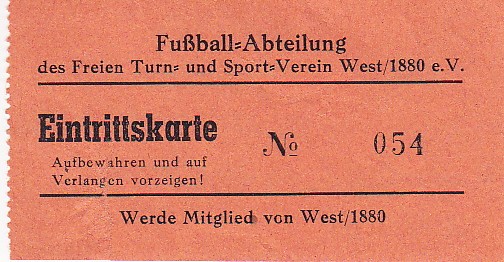 Fußball=Abteilung
des Freien Turn= und Sport=Verein West/1880 e.V.
Eintrittskarte № 054
Aufbewahren und auf
Verlangen vorzeigen!
Werde Mitglied von West/1880